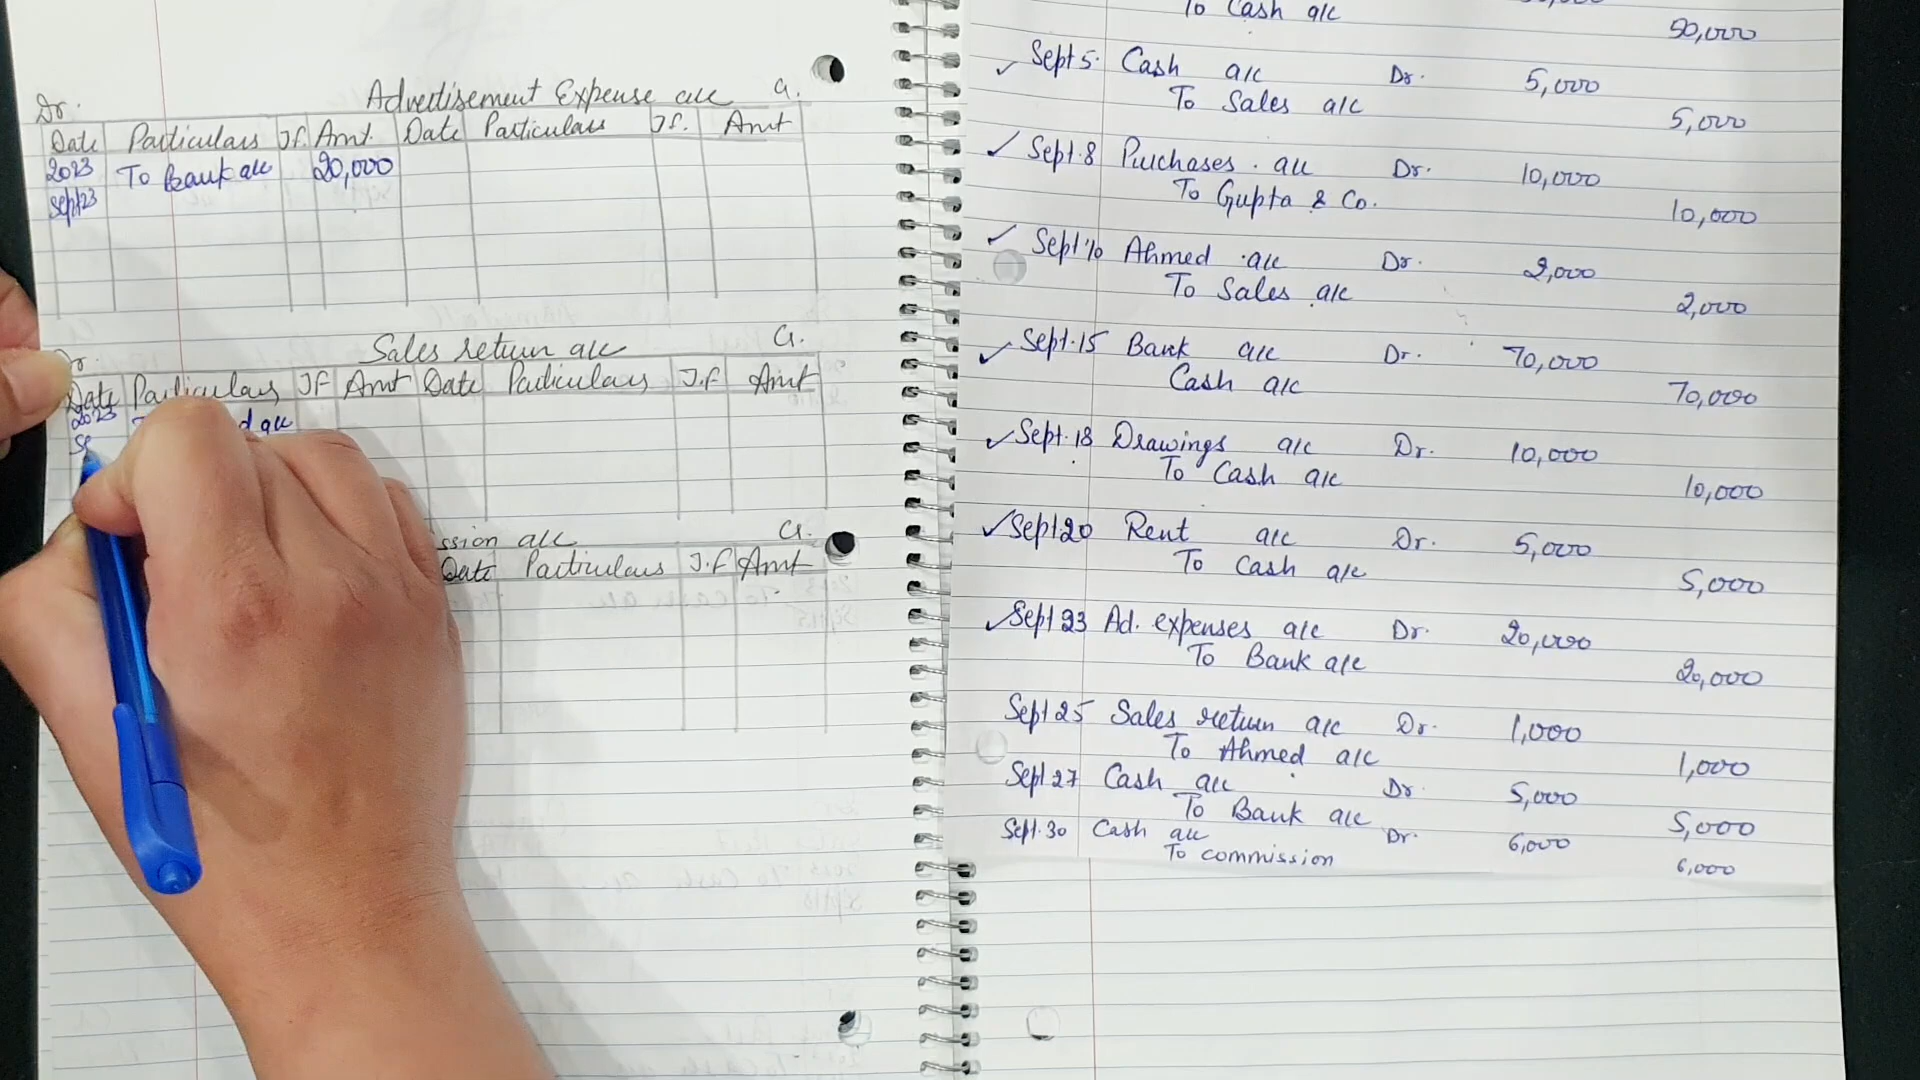 Dr. Advertisement Expense a/c Cr.
Date Particulars J.f. Amt. Date Particulars J.f. Amt
2023 To Bank a/c 20,000
Sept23
Dr. Sales return a/c Cr.
Date Particulars JF Amt Date Particulars J.F Amt
2023 d a/c
Se
ssion a/c Cr.
Date Particulars J.F Amt
To Cash a/c
50,000
Sept 5. Cash a/c Dr. 5,000
To Sales a/c 5,000
Sept.8 Purchases. a/c Dr. 10,000
To Gupta & Co. 10,000
Sept10 Ahmed a/c Dr. 2,000
To Sales a/c 2,000
Sept.15 Bank a/c Dr. 70,000
Cash a/c 70,000
Sept.18 Drawings a/c Dr. 10,000
To Cash a/c 10,000
Sept20 Rent a/c Dr. 5,000
To Cash a/c 5,000
Sept 23 Ad. expenses a/c Dr. 20,000
To Bank a/c 20,000
Sept 25 Sales return a/c Dr. 1,000
To Ahmed a/c 1,000
Sept 27 Cash a/c Dr. 5,000
To Bank a/c 5,000
Sept.30 Cash a/c Dr. 6,000
To commission 6,000